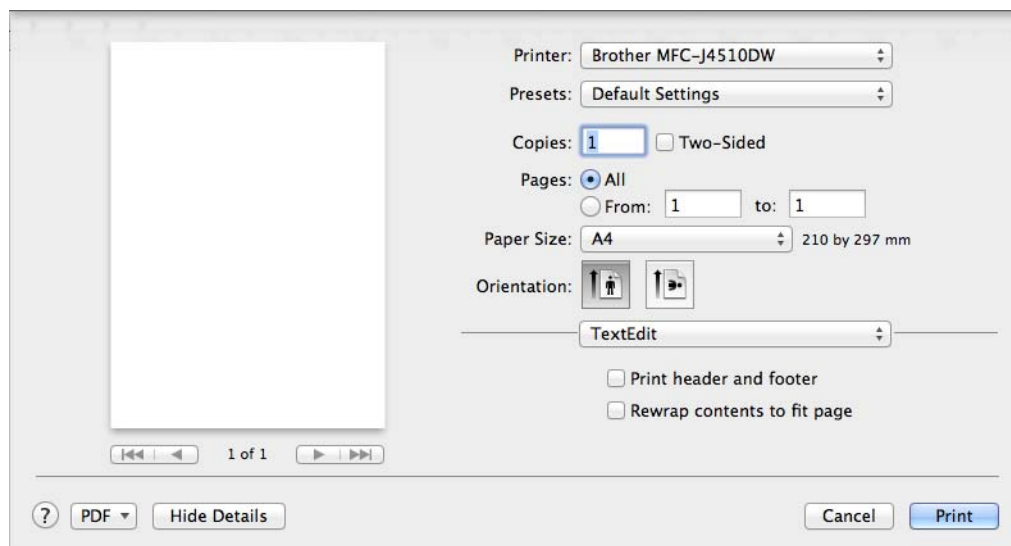 Printer: Brother MFC-J4510DW
Presets: Default Settings
Copies: 1 Two-Sided
Pages: All
From: 1 to: 1
Paper Size: A4 210 by 297 mm
Orientation:
TextEdit
Print header and footer
Rewrap contents to fit page
1 of 1
? PDF Hide Details Cancel Print